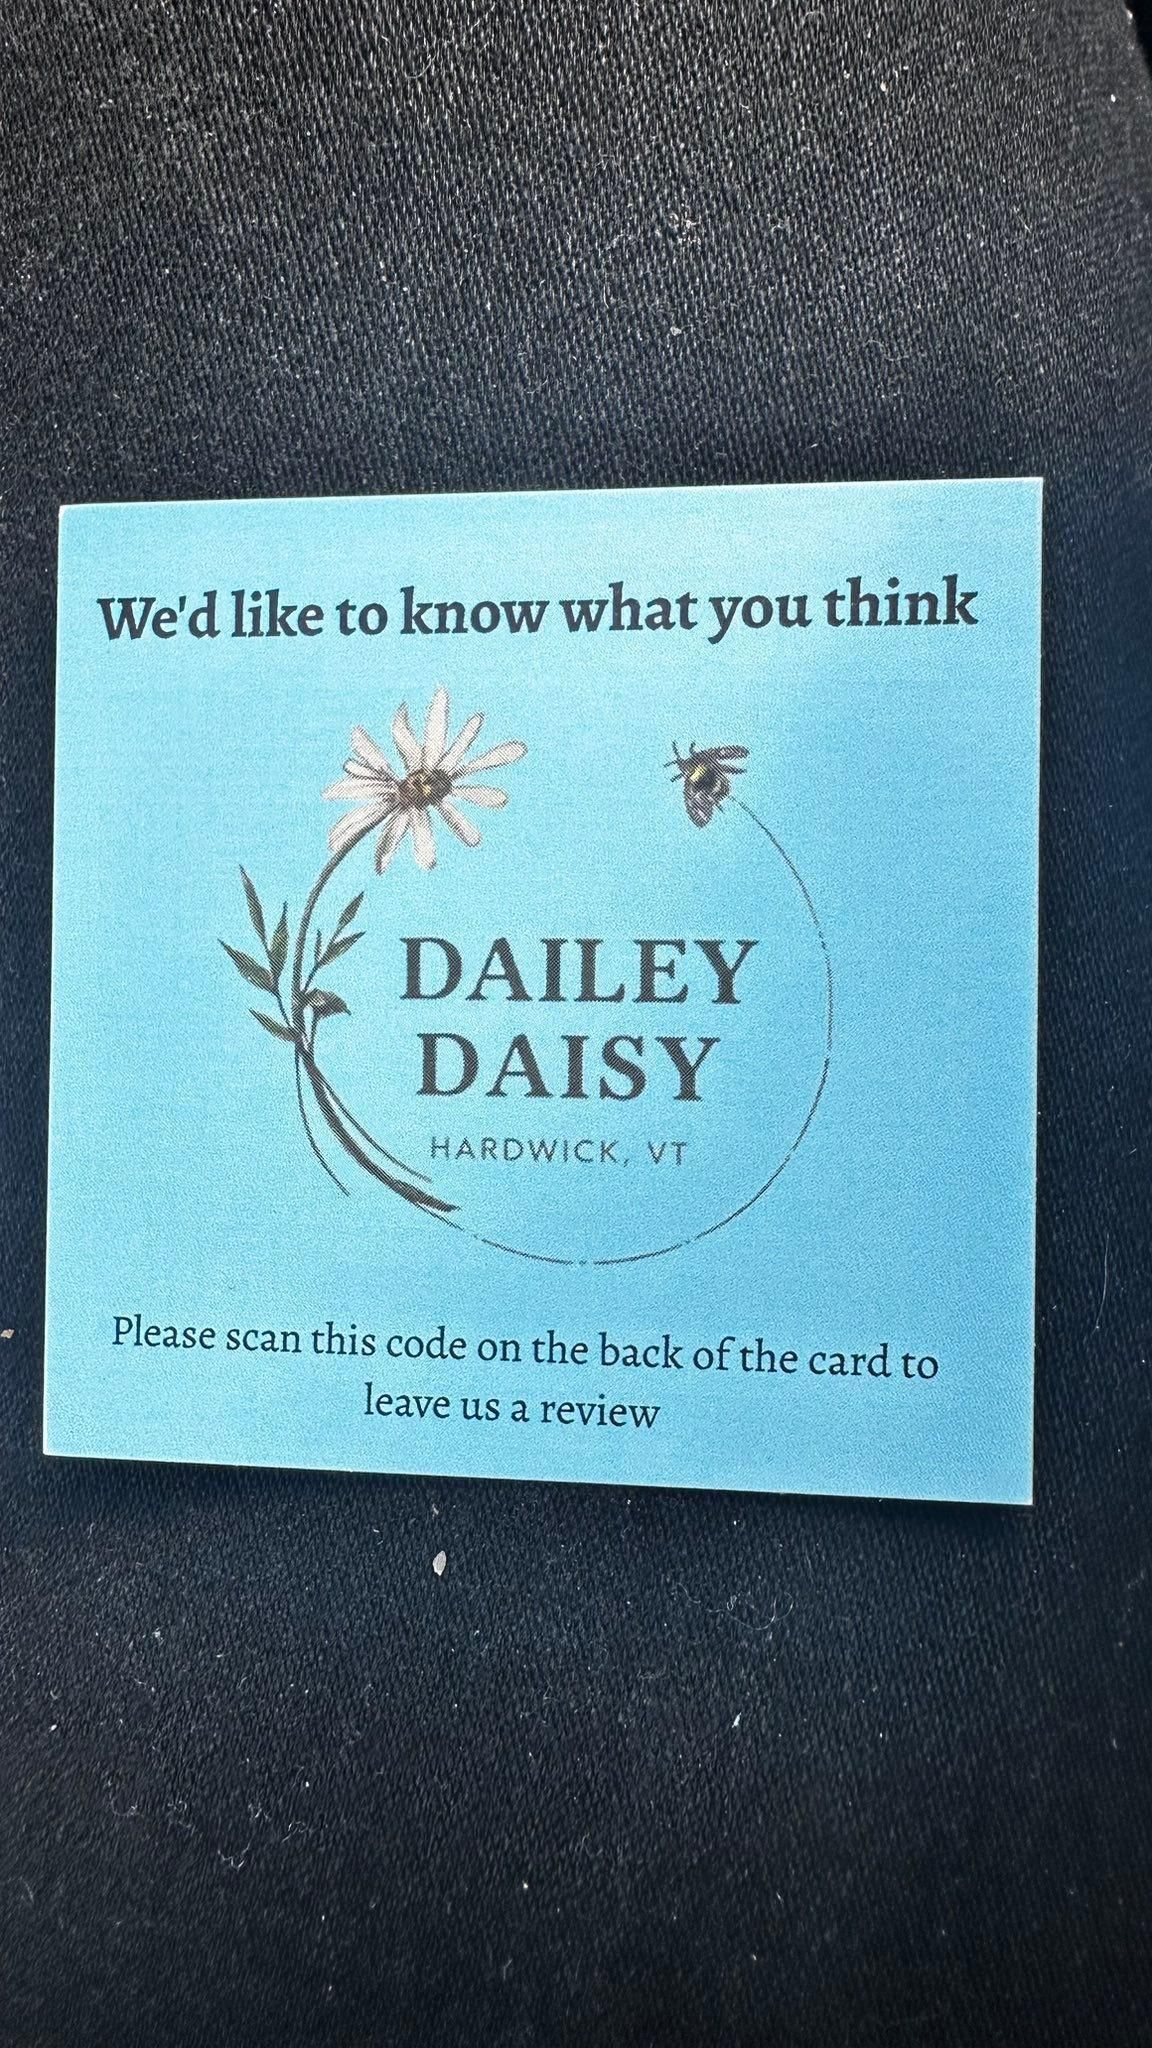 We'd like to know what you think
DAILEY
DAISY
HARDWICK, VT
Please scan this code on the back of the card to
leave us a review